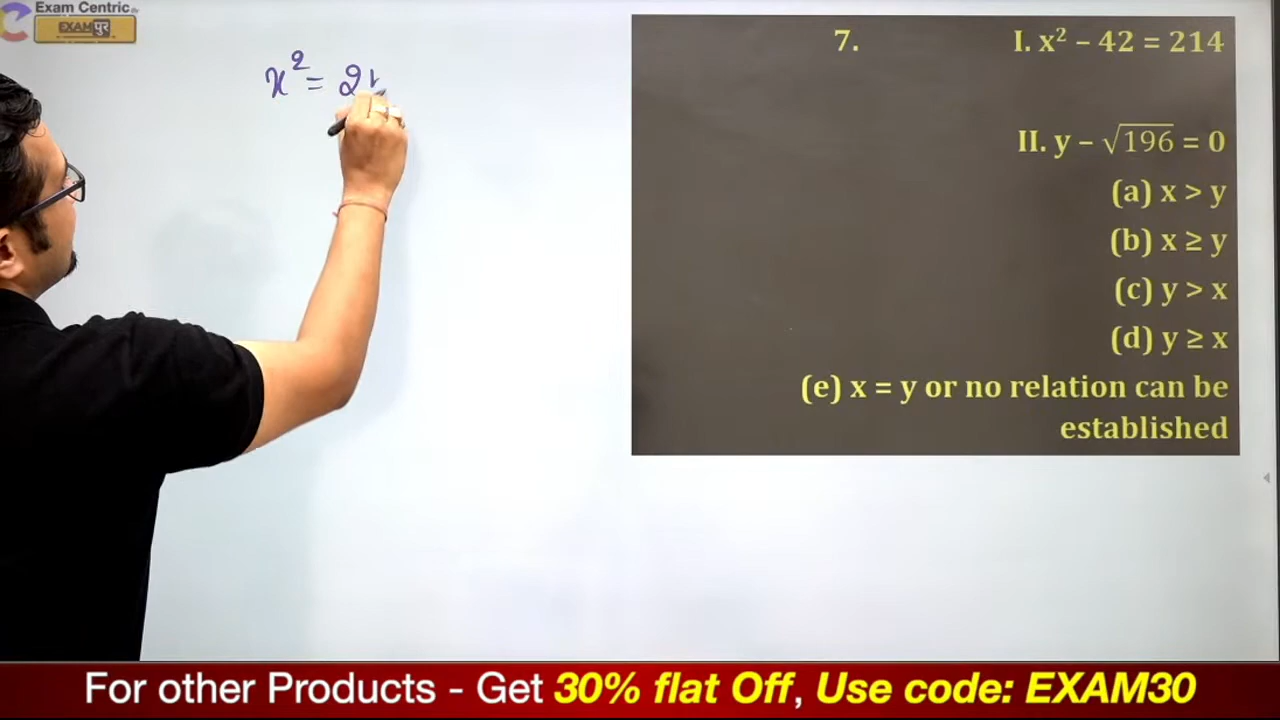 Exam Centric
EXAMपुर
x² = 21
7. I. x² – 42 = 214
II. y – √196 = 0
(a) x > y
(b) x ≥ y
(c) y > x
(d) y ≥ x
(e) x = y or no relation can be
established
For other Products - Get 30% flat Off, Use code: EXAM30